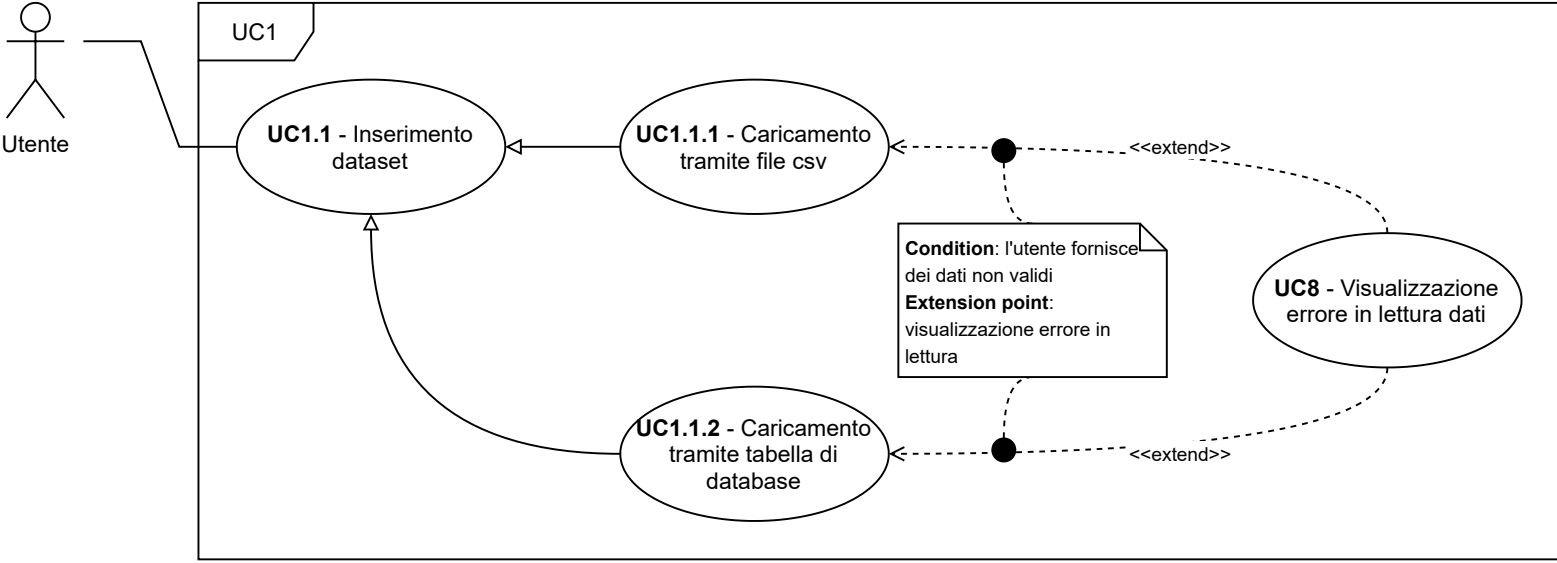 UC1
Utente
UC1.1 - Inserimento
dataset
UC1.1.1 - Caricamento
tramite file csv
<<extend>>
Condition: l'utente fornisce
dei dati non validi
Extension point:
visualizzazione errore in
lettura
UC8 - Visualizzazione
errore in lettura dati
UC1.1.2 - Caricamento
tramite tabella di
database
<<extend>>